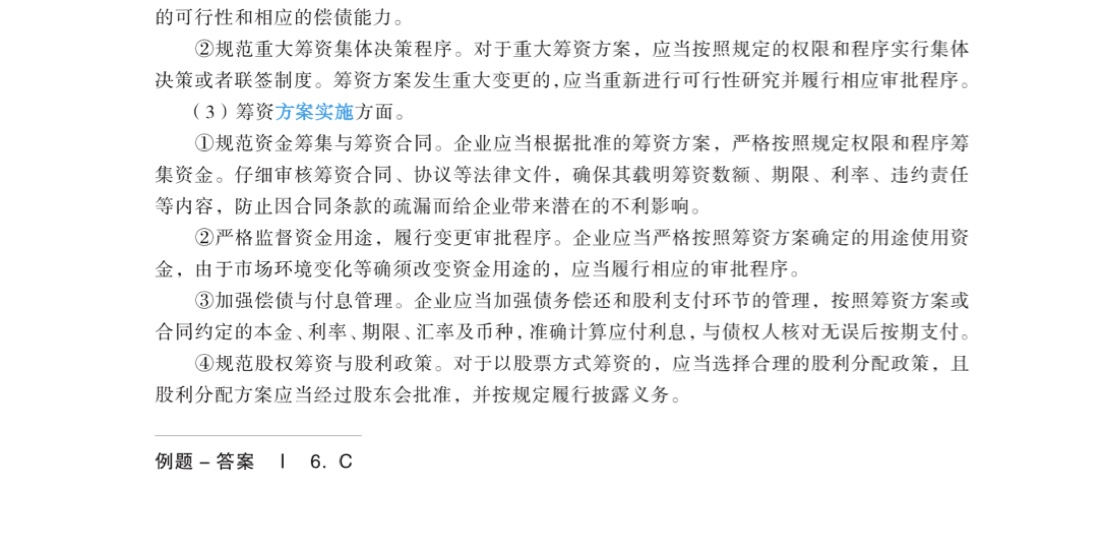 的可行性和相应的偿债能力。
②规范重大筹资集体决策程序。对于重大筹资方案，应当按照规定的权限和程序实行集体
决策或者联签制度。筹资方案发生重大变更的，应当重新进行可行性研究并履行相应审批程序。
（3）筹资方案实施方面。
①规范资金筹集与筹资合同。企业应当根据批准的筹资方案，严格按照规定权限和程序筹
集资金。仔细审核筹资合同、协议等法律文件，确保其载明筹资数额、期限、利率、违约责任
等内容，防止因合同条款的疏漏而给企业带来潜在的不利影响。
②严格监督资金用途，履行变更审批程序。企业应当严格按照筹资方案确定的用途使用资
金，由于市场环境变化等确须改变资金用途的，应当履行相应的审批程序。
③加强偿债与付息管理。企业应当加强债务偿还和股利支付环节的管理，按照筹资方案或
合同约定的本金、利率、期限、汇率及币种，准确计算应付利息，与债权人核对无误后按期支付。
④规范股权筹资与股利政策。对于以股票方式筹资的，应当选择合理的股利分配政策，且
股利分配方案应当经过股东会批准，并按规定履行披露义务。
例题－答案 | 6. C